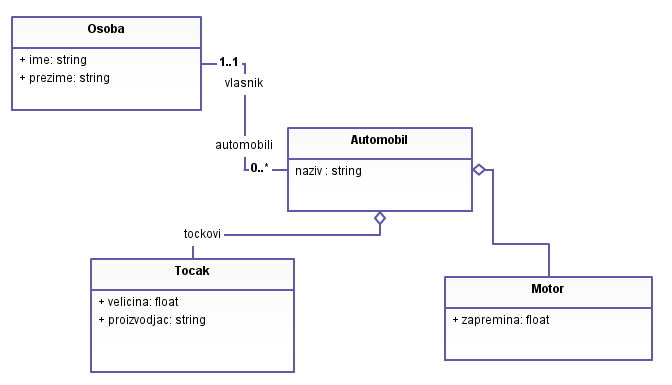 Osoba
+ ime: string
+ prezime: string
1..1
vlasnik
automobili
0..*
Automobil
naziv : string
tockovi
Tocak
+ velicina: float
+ proizvodjac: string
Motor
+ zapremina: float